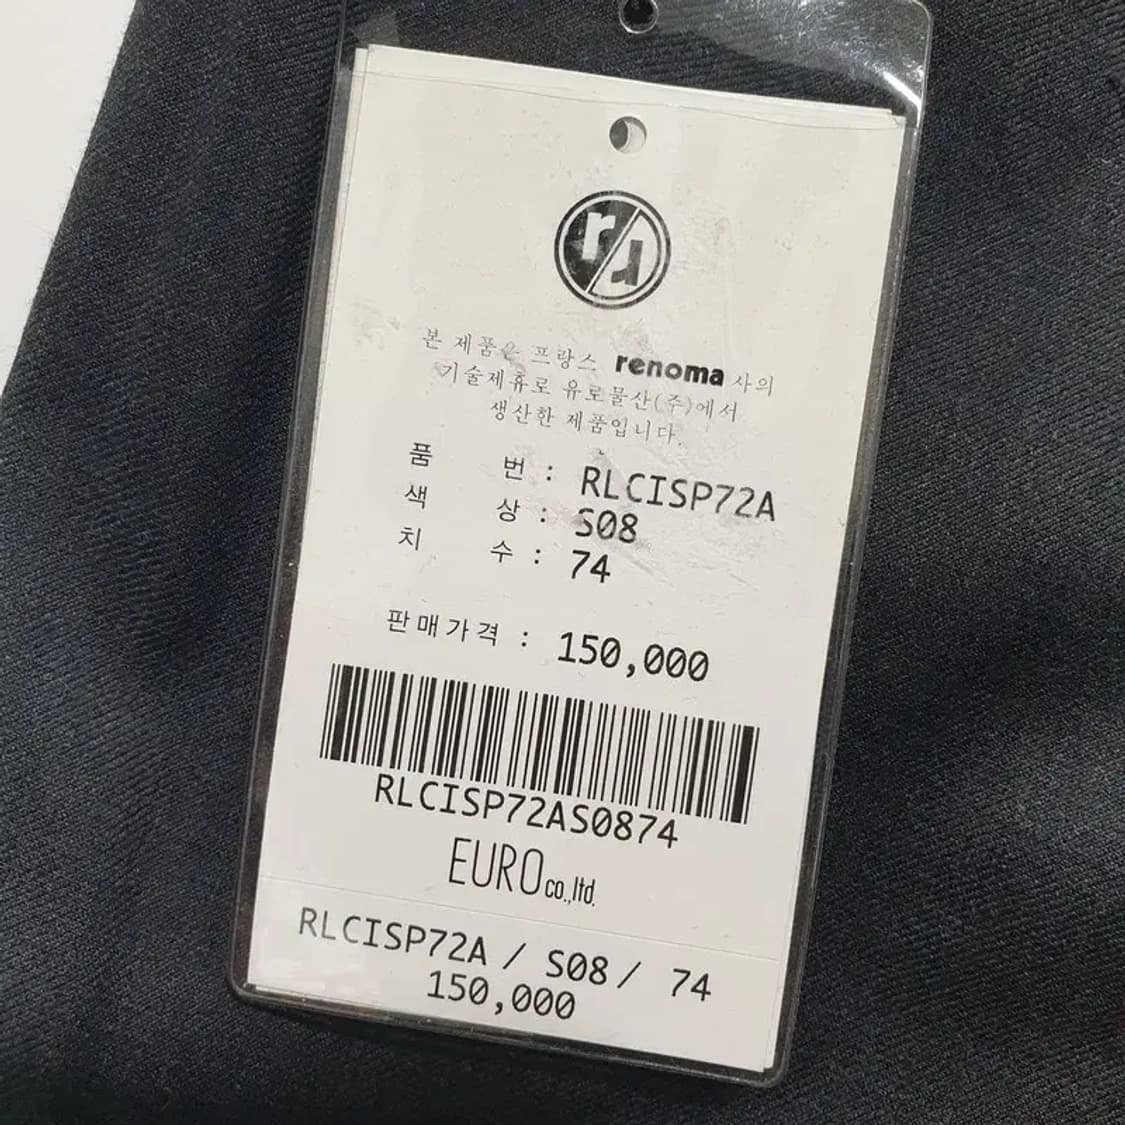 본 제품은 프랑스 renoma 사의
기술제휴로 유로물산(주)에서
생산한 제품입니다.
품 번 : RLCISP72A
색 상 : S08
치 수 : 74
판매가격 : 150,000
RLCISP72AS0874
EURO co.,ltd.
RLCISP72A / S08 / 74
150,000